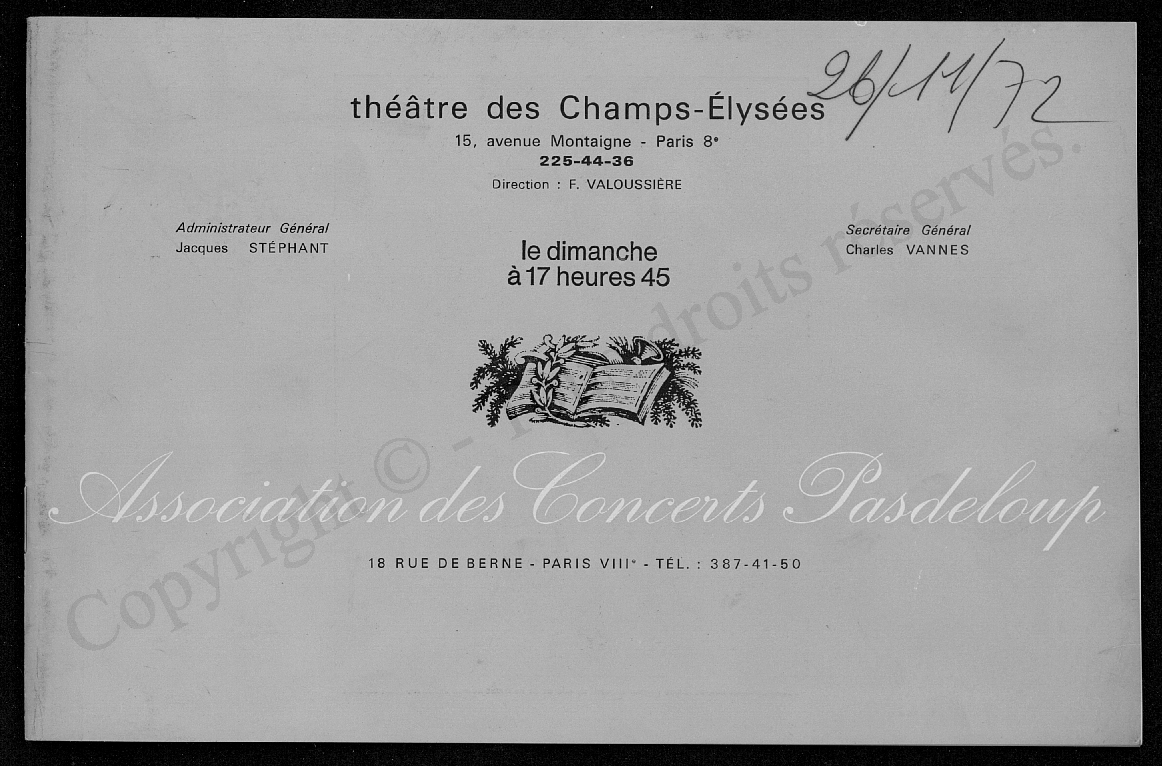 26/11/72
théâtre des Champs-Élysées
15, avenue Montaigne - Paris 8e
225-44-36
Direction : F. VALOUSSIÈRE
Administrateur Général
Jacques STÉPHANT
Secrétaire Général
Charles VANNES
le dimanche
à 17 heures 45
Association des Concerts Pasdeloup
18 RUE DE BERNE - PARIS VIIIe - TÉL. : 387-41-50
Copyright © - droits réservés.